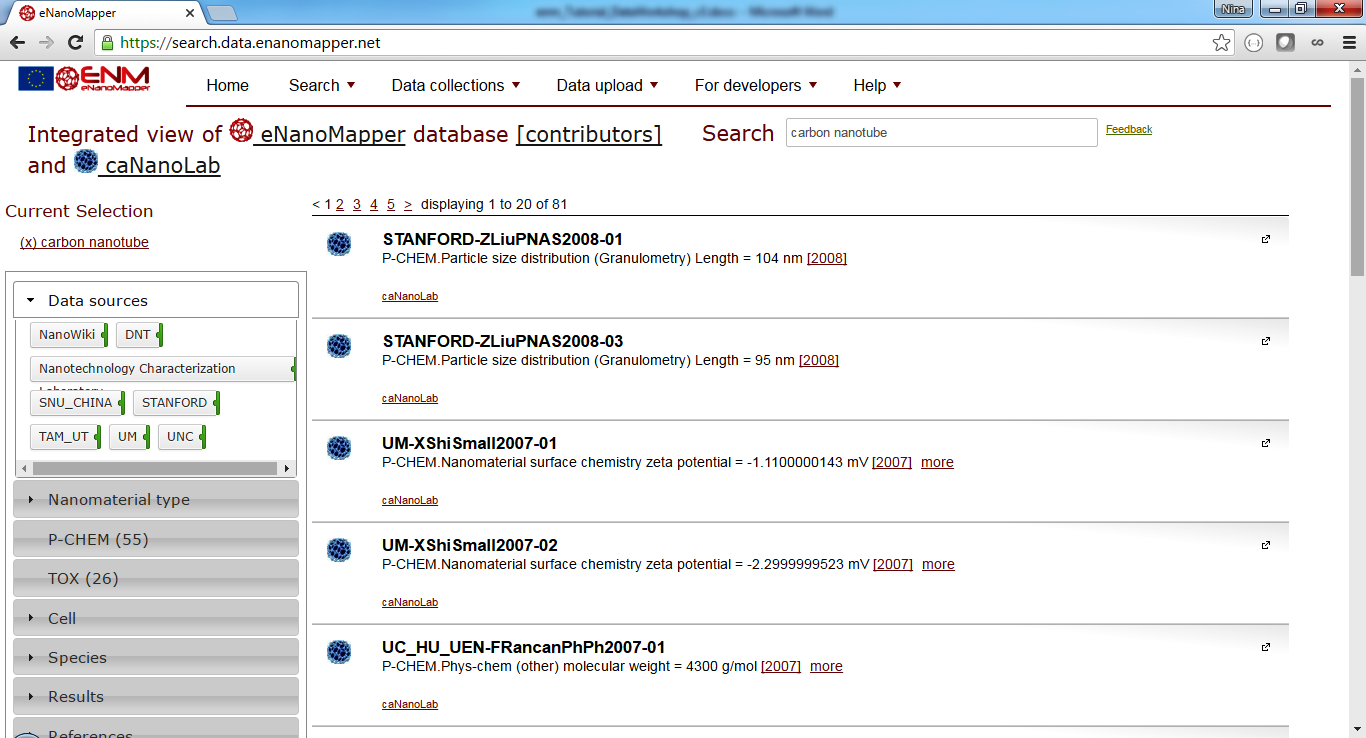 eNanoMapper
enm_Tutorial_DataWorkshop_v3.docx - Microsoft Word
Nina
https://search.data.enanomapper.net
ENM
eNanoMapper
Home Search Data collections Data upload For developers Help
Integrated view of eNanoMapper database [contributors]
and caNanoLab
Search carbon nanotube Feedback
Current Selection
(x) carbon nanotube
Data sources
NanoWiki DNT
Nanotechnology Characterization
Laboratory
SNU_CHINA STANFORD
TAM_UT UM UNC
Nanomaterial type
P-CHEM (55)
TOX (26)
Cell
Species
Results
References
< 1 2 3 4 5 > displaying 1 to 20 of 81
STANFORD-ZLiuPNAS2008-01
P-CHEM.Particle size distribution (Granulometry) Length = 104 nm [2008]
caNanoLab
STANFORD-ZLiuPNAS2008-03
P-CHEM.Particle size distribution (Granulometry) Length = 95 nm [2008]
caNanoLab
UM-XShiSmall2007-01
P-CHEM.Nanomaterial surface chemistry zeta potential = -1.1100000143 mV [2007] more
caNanoLab
UM-XShiSmall2007-02
P-CHEM.Nanomaterial surface chemistry zeta potential = -2.2999999523 mV [2007] more
caNanoLab
UC_HU_UEN-FRancanPhPh2007-01
P-CHEM.Phys-chem (other) molecular weight = 4300 g/mol [2007] more
caNanoLab